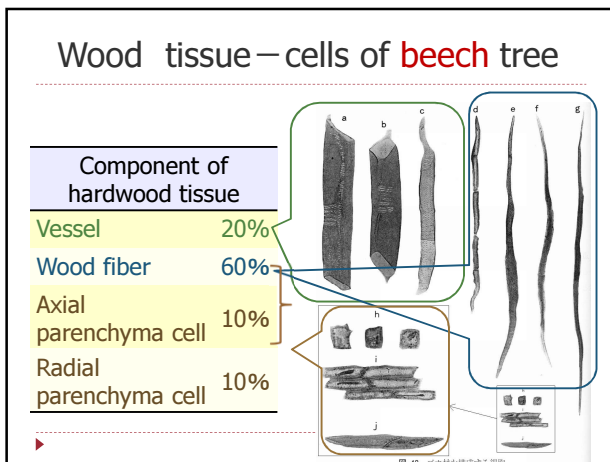 Wood tissue－cells of beech tree
Component of
hardwood tissue
Vessel 20%
Wood fiber 60%
Axial
parenchyma cell 10%
Radial
parenchyma cell 10%
a
b
c
d
e
f
g
h
i
j
h